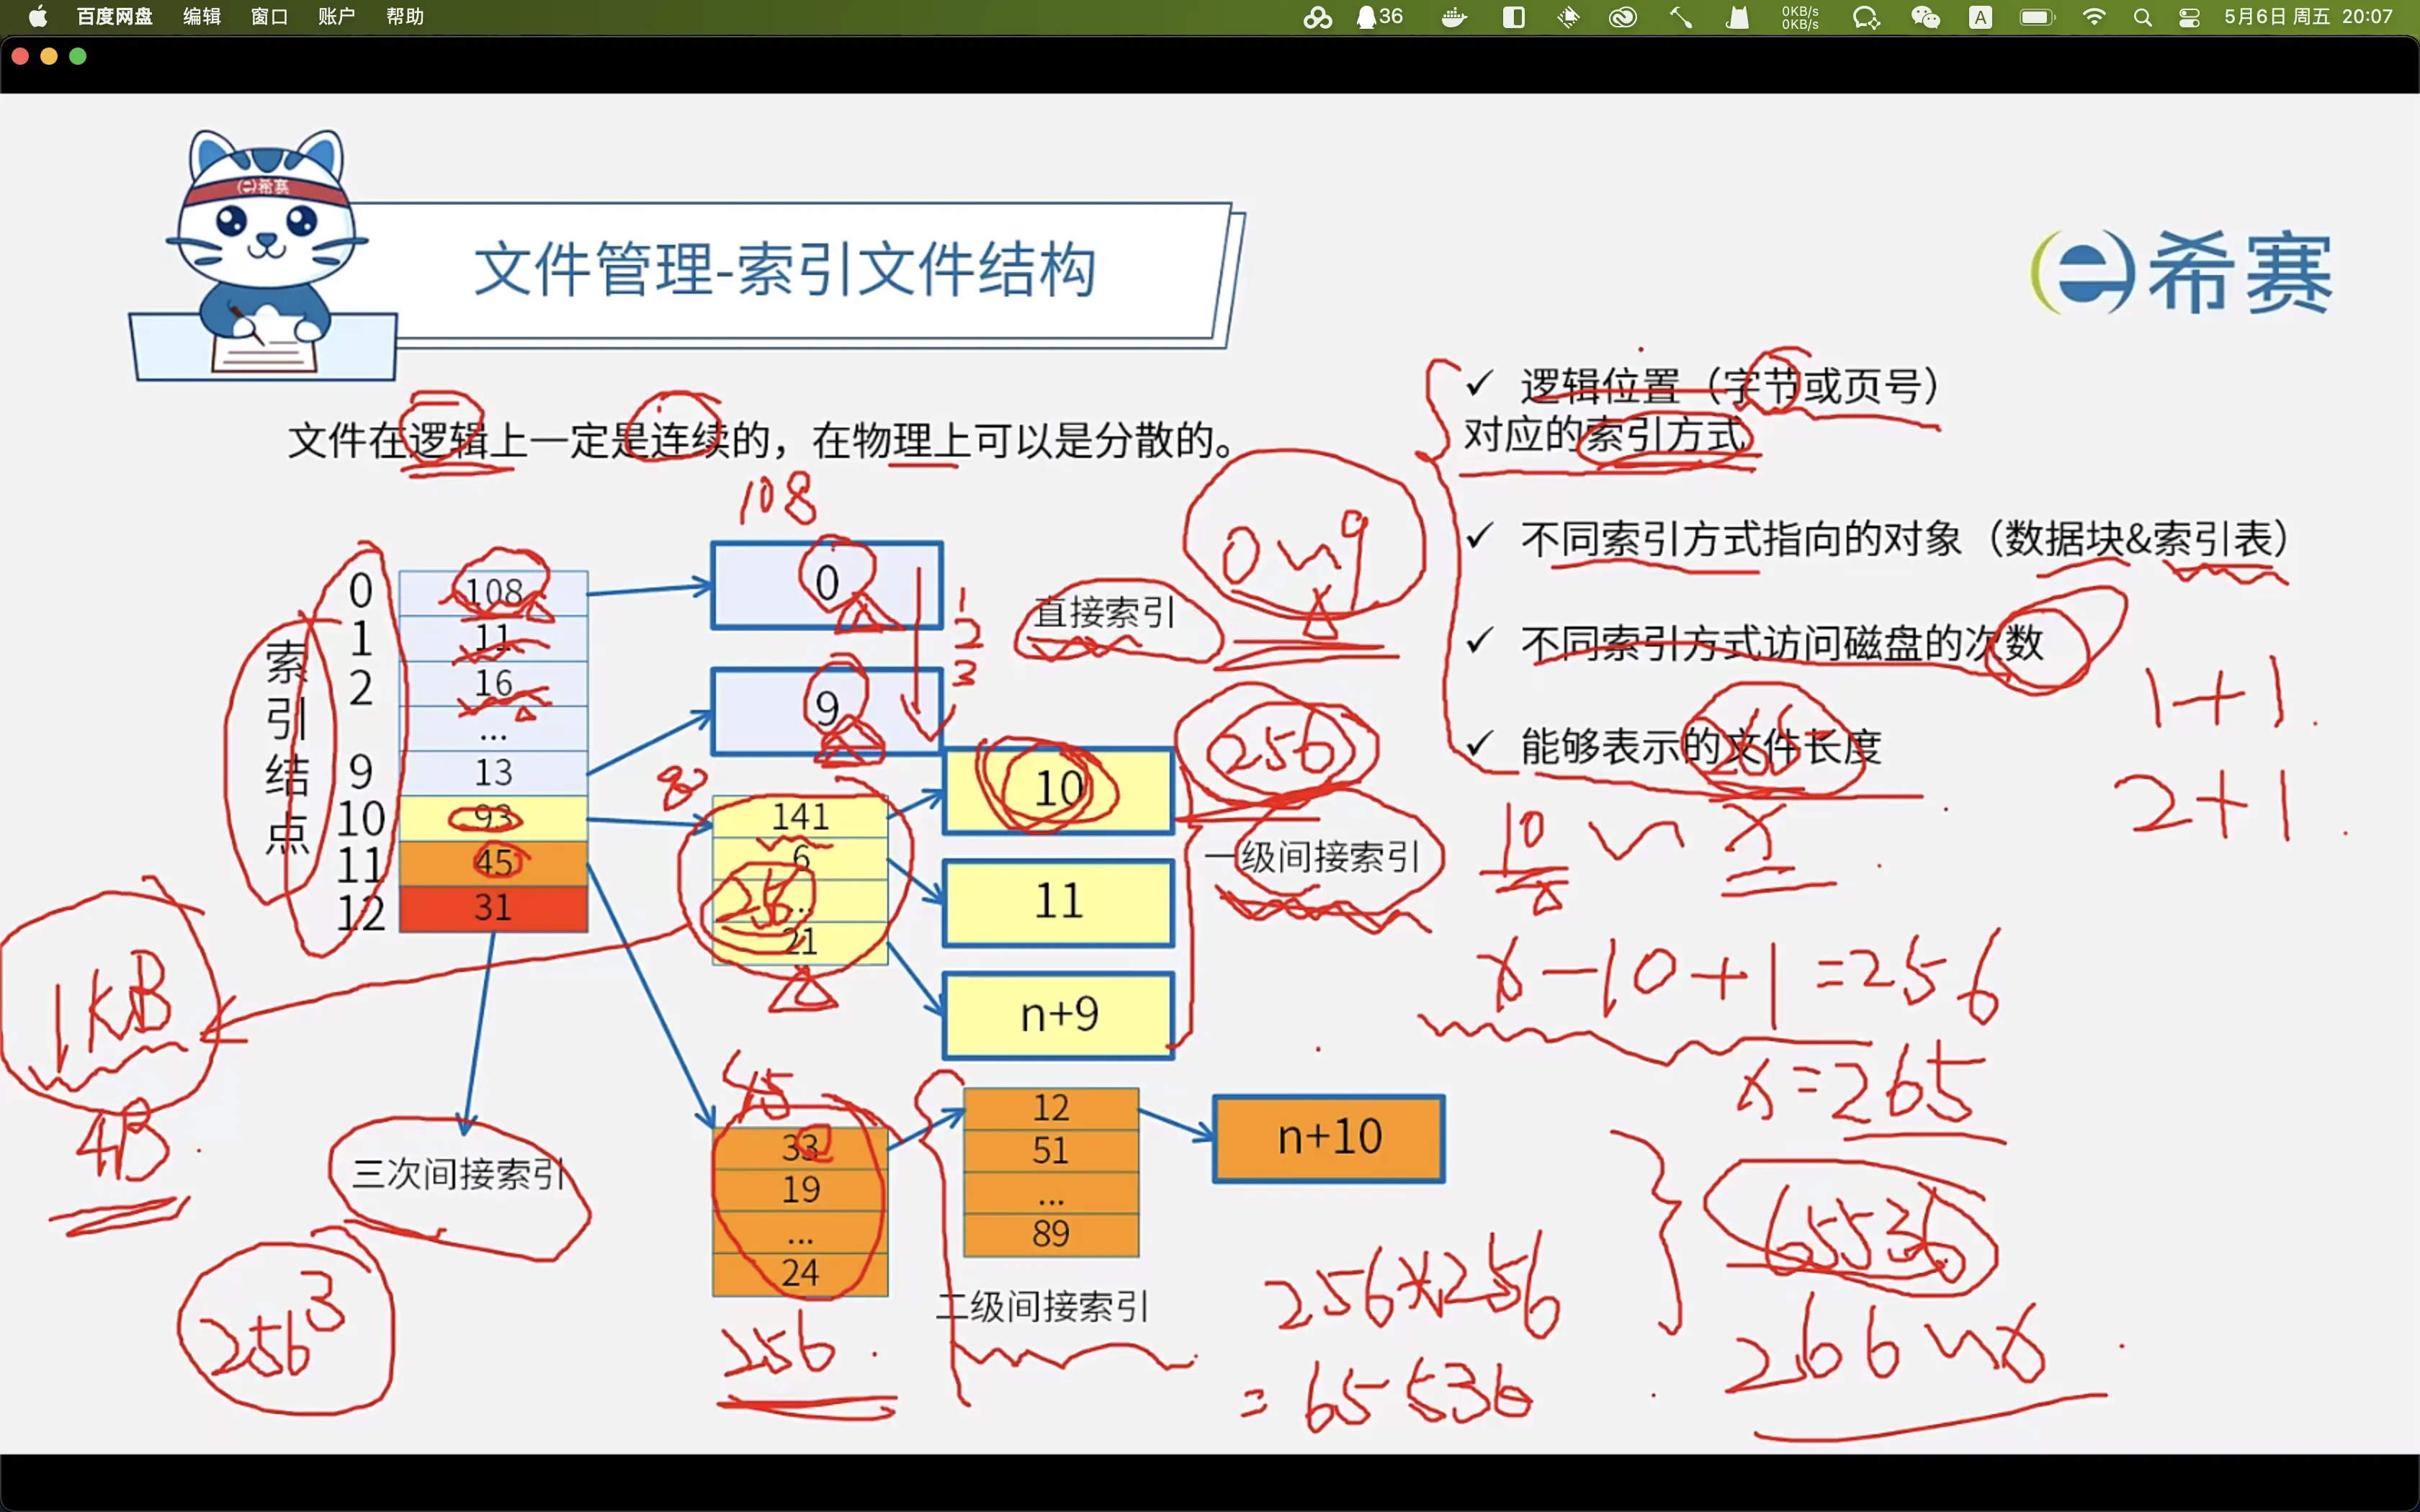 百度网盘 编辑 窗口 账户 帮助
36
0KB/s
0KB/s
A
5月6日 周五 20:07
希赛
文件管理-索引文件结构
希赛
文件在逻辑上一定是连续的，在物理上可以是分散的。
✓ 逻辑位置（字节或页号）
对应的索引方式
✓ 不同索引方式指向的对象（数据块&索引表）
✓ 不同索引方式访问磁盘的次数
✓ 能够表示的文件长度
索引结点
0 108
1 11
2 16
...
9 13
10 93
11 45
12 31
108
0
9
1
2
3
直接索引
0~9
141
6
...
21
256
10
11
n+9
256
一级间接索引
265
1+1
2+1
10~x
x-10+1=256
x=265
65536
266~x
1KB
4B
三次间接索引
256³
45
33
19
...
24
256
12
51
...
89
n+10
二级间接索引
256*256
=65536